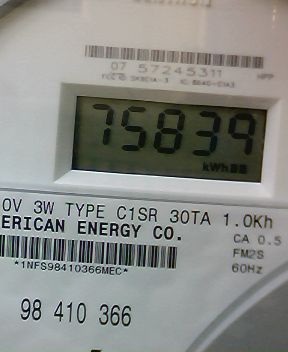 07 57245311
HPP
75839
kWh
0V 3W TYPE C1SR 30TA 1.0Kh
ERICAN ENERGY CO.
CA 0.5
FM2S
*1NFS98410366MEC*
60Hz
98 410 366